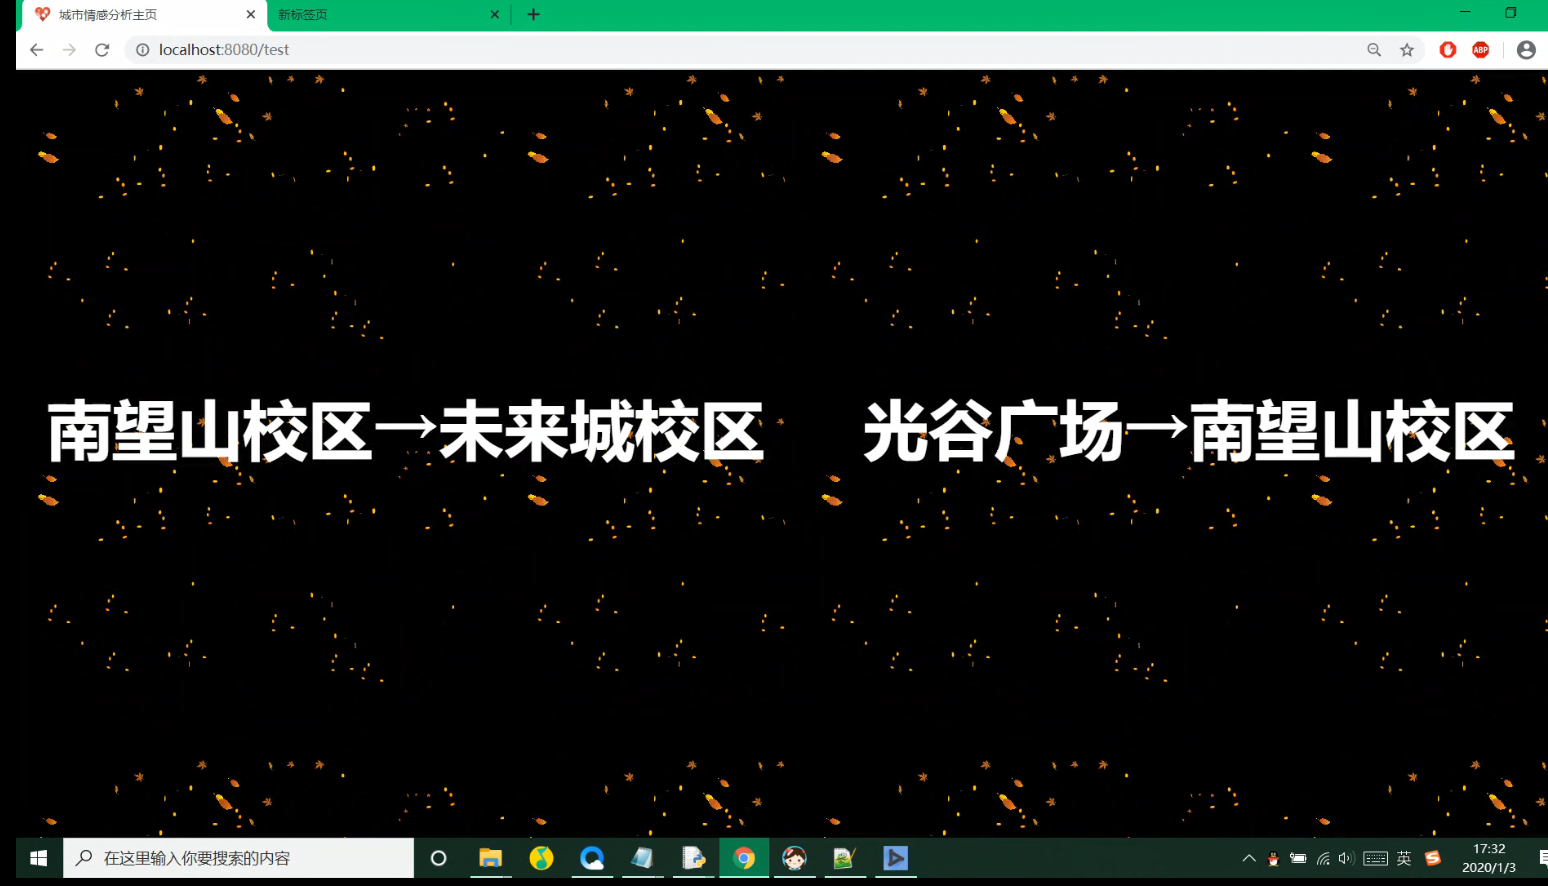 城市情感分析主页
新标签页
localhost:8080/test
ABP
南望山校区→未来城校区
光谷广场→南望山校区
在这里输入你要搜索的内容
英
17:32
2020/1/3